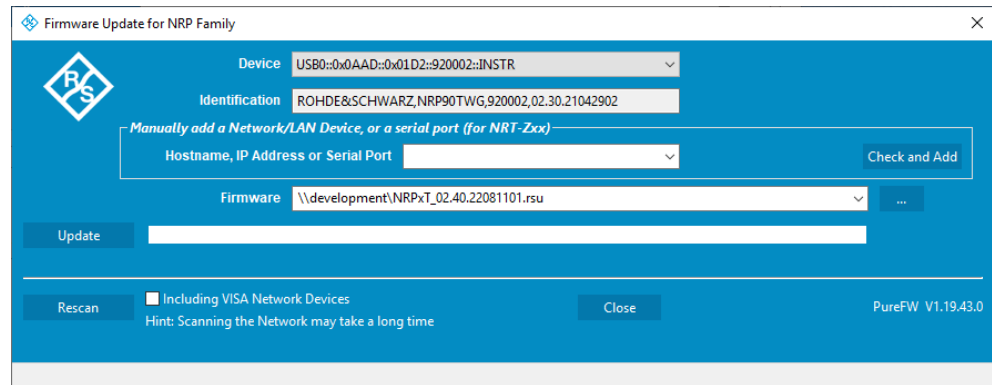 Firmware Update for NRP Family
R S
Device USB0::0x0AAD::0x01D2::920002::INSTR
Identification ROHDE&SCHWARZ,NRP90TWG,920002,02.30.21042902
Manually add a Network/LAN Device, or a serial port (for NRT-Zxx)
Hostname, IP Address or Serial Port Check and Add
Firmware \\development\NRPxT_02.40.22081101.rsu ...
Update
Rescan Including VISA Network Devices Close PureFW V1.19.43.0
Hint: Scanning the Network may take a long time